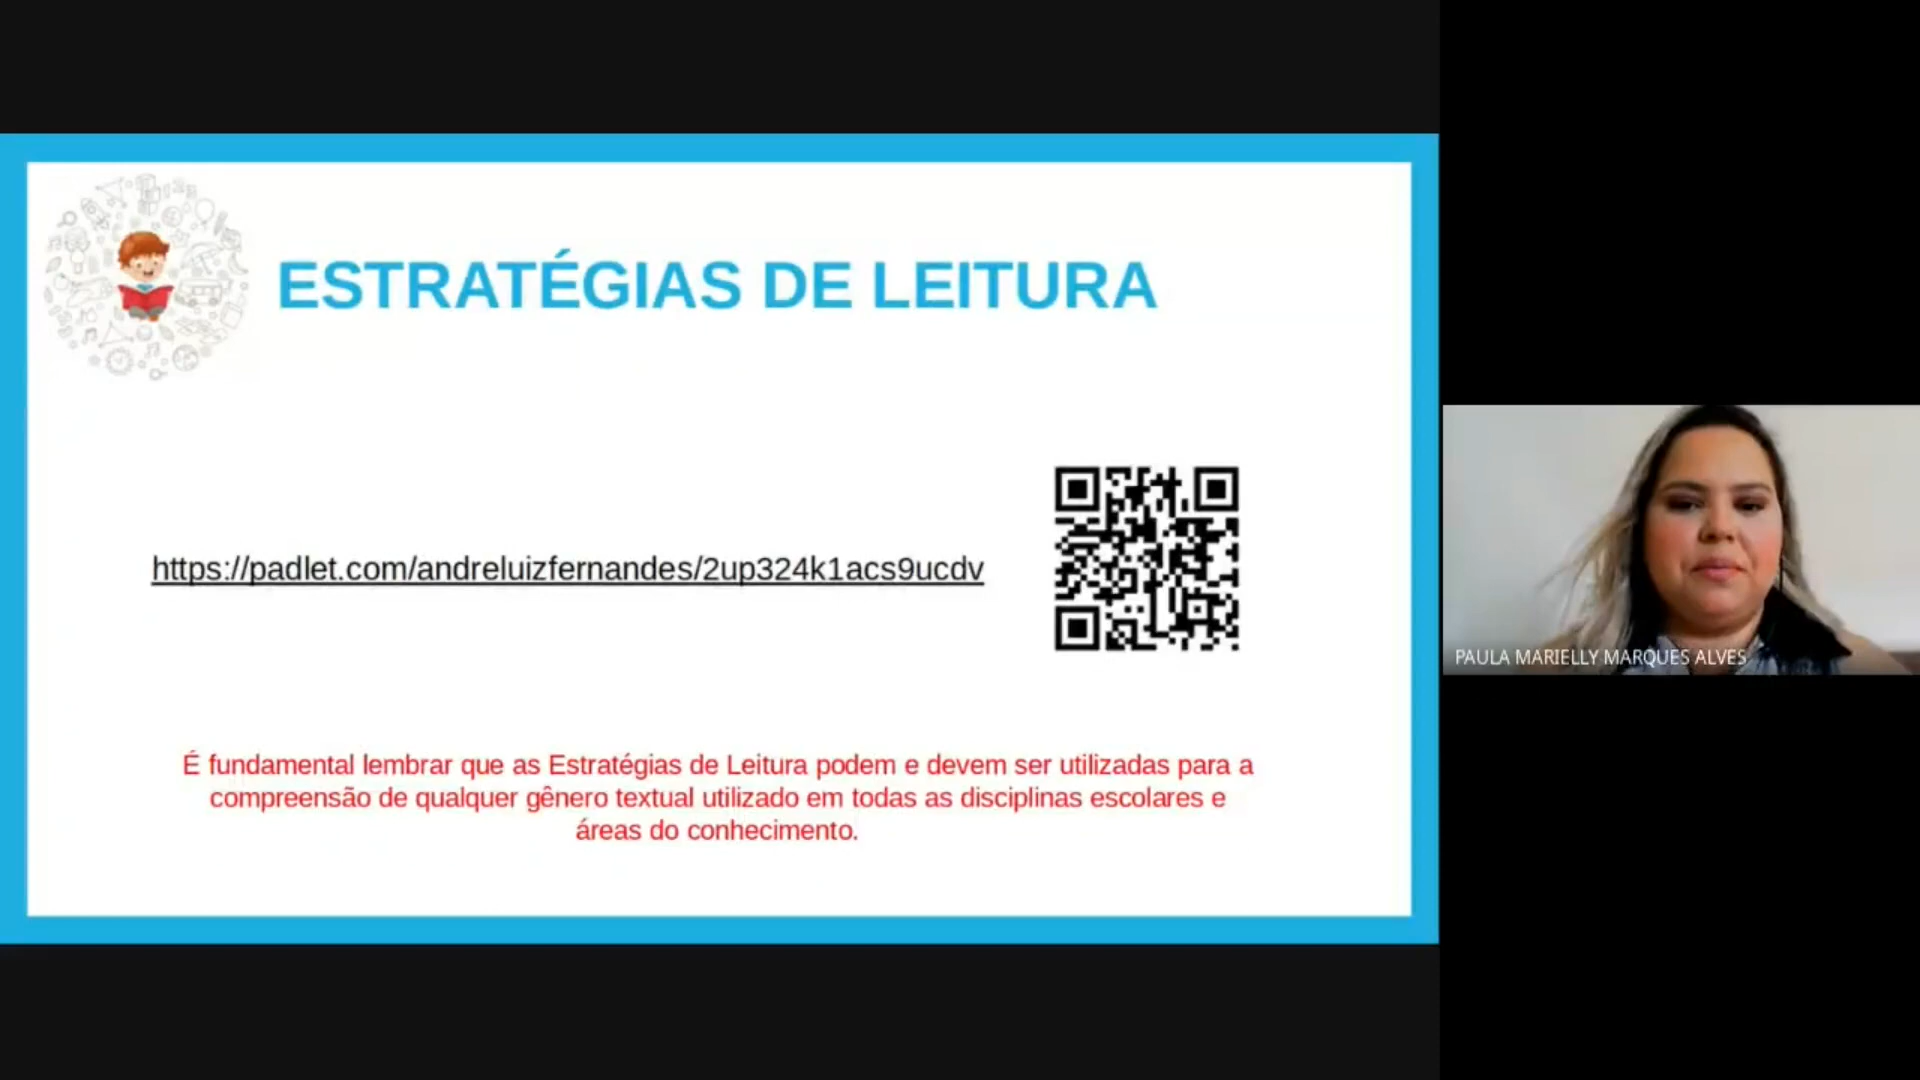 ESTRATÉGIAS DE LEITURA
https://padlet.com/andreluizfernandes/2up324k1acs9ucdv
É fundamental lembrar que as Estratégias de Leitura podem e devem ser utilizadas para a
compreensão de qualquer gênero textual utilizado em todas as disciplinas escolares e
áreas do conhecimento.
PAULA MARIELLY MARQUES ALVES